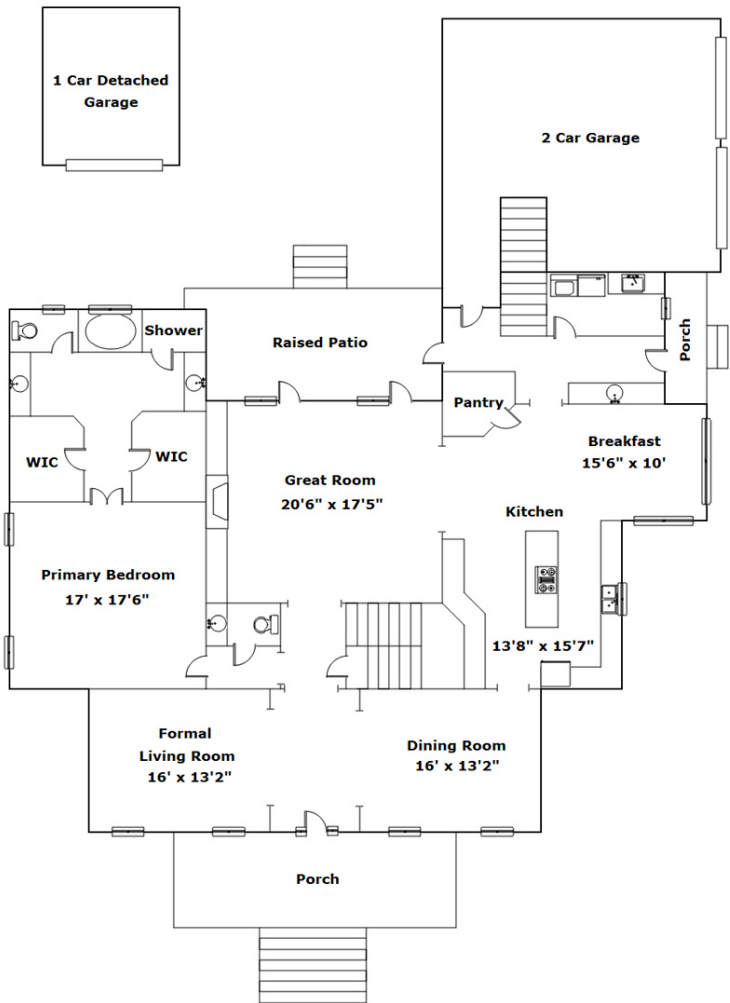 1 Car Detached
Garage
2 Car Garage
Shower
Raised Patio
Porch
Pantry
WIC
WIC
Breakfast
15'6" x 10'
Great Room
20'6" x 17'5"
Kitchen
13'8" x 15'7"
Primary Bedroom
17' x 17'6"
Formal
Living Room
16' x 13'2"
Dining Room
16' x 13'2"
Porch